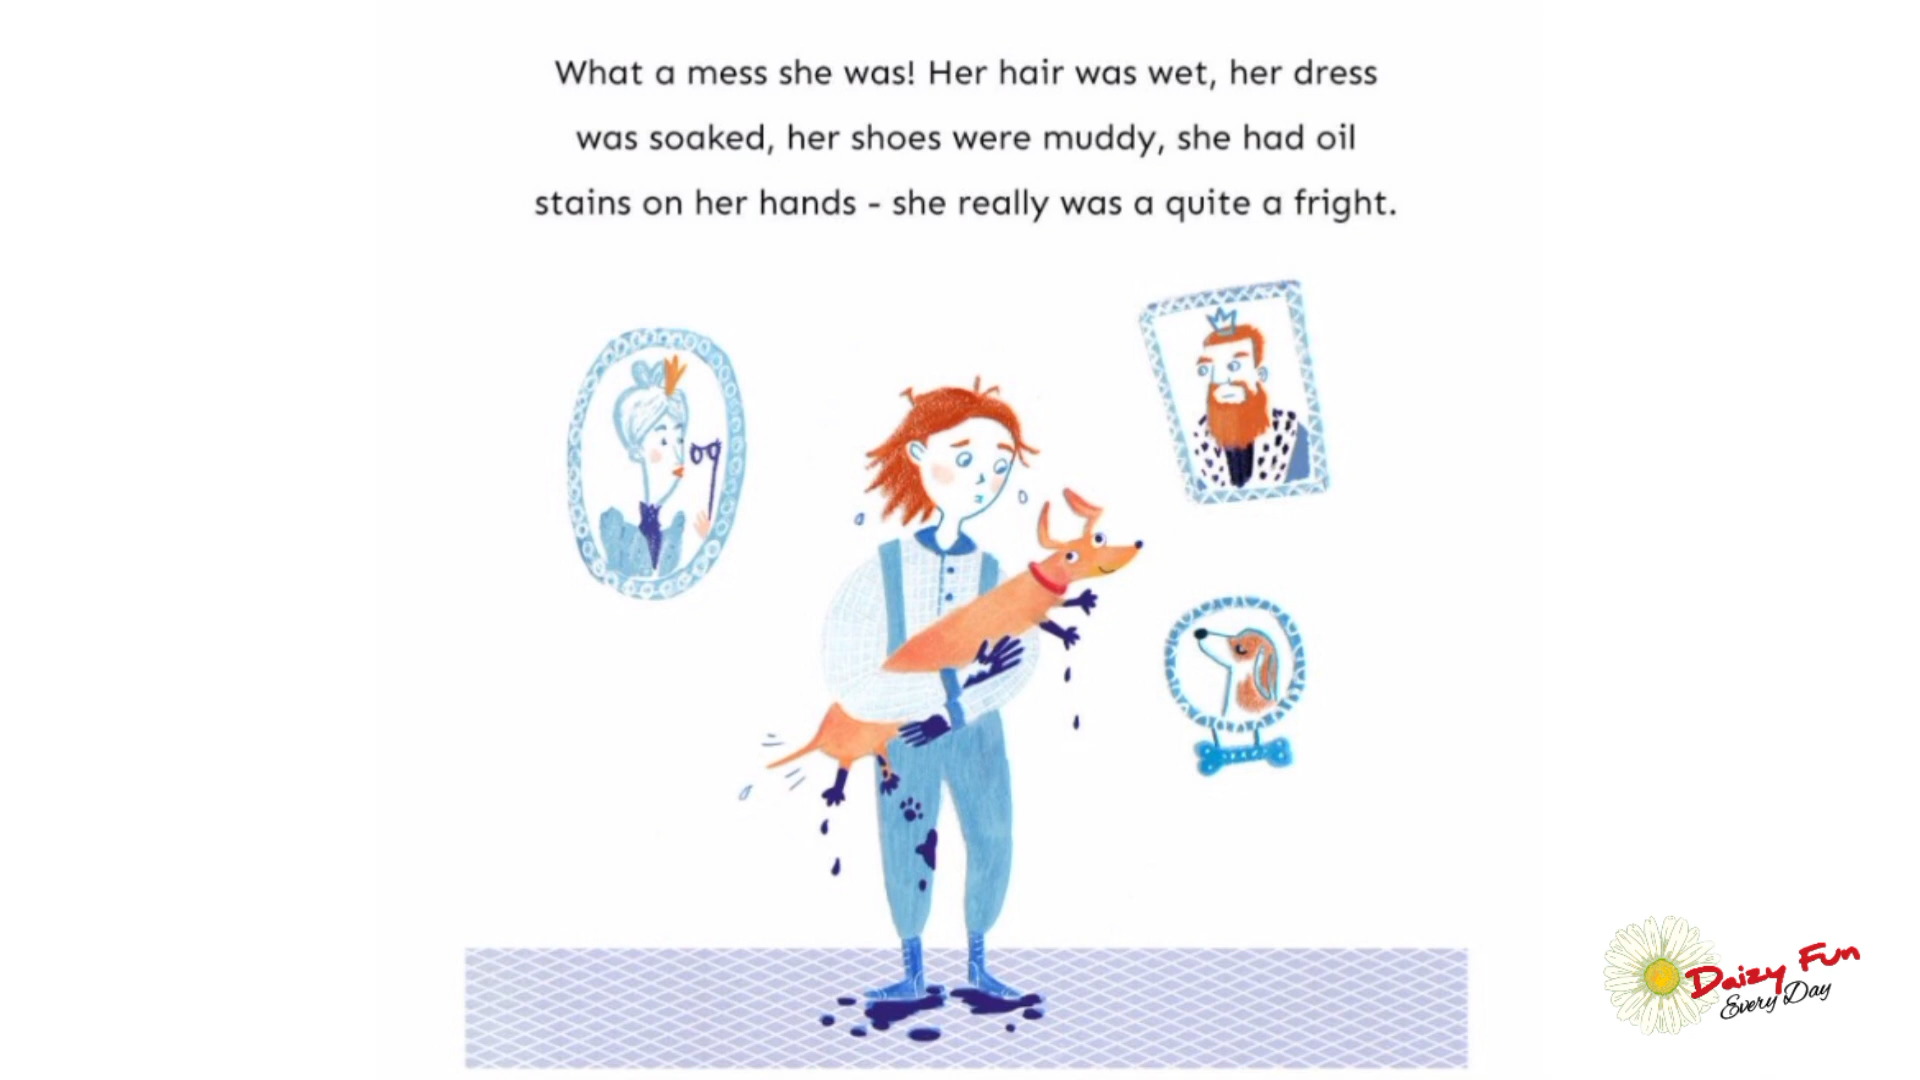 What a mess she was! Her hair was wet, her dress
was soaked, her shoes were muddy, she had oil
stains on her hands - she really was a quite a fright.
Daizy Fun
Every Day